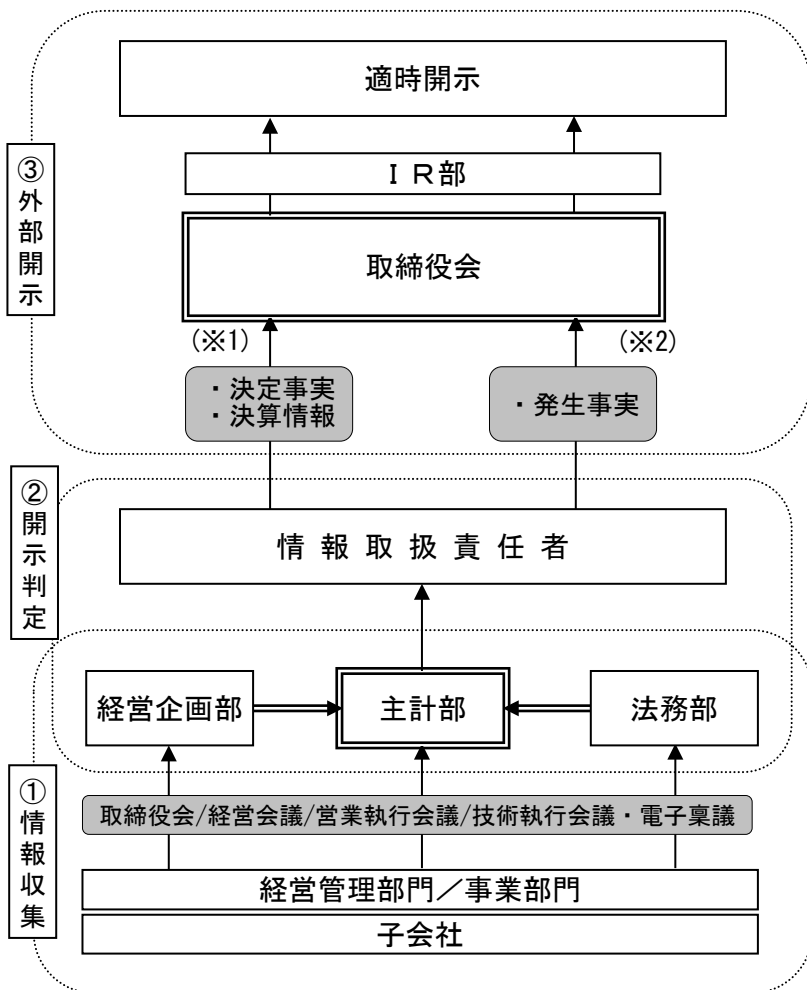 適時開示
ＩＲ部
取締役会
(※1)
(※2)
・決定事実
・決算情報
・発生事実
③外部開示
②開示判定
情報取扱責任者
経営企画部
主計部
法務部
①情報収集
取締役会/経営会議/営業執行会議/技術執行会議・電子稟議
経営管理部門／事業部門
子会社